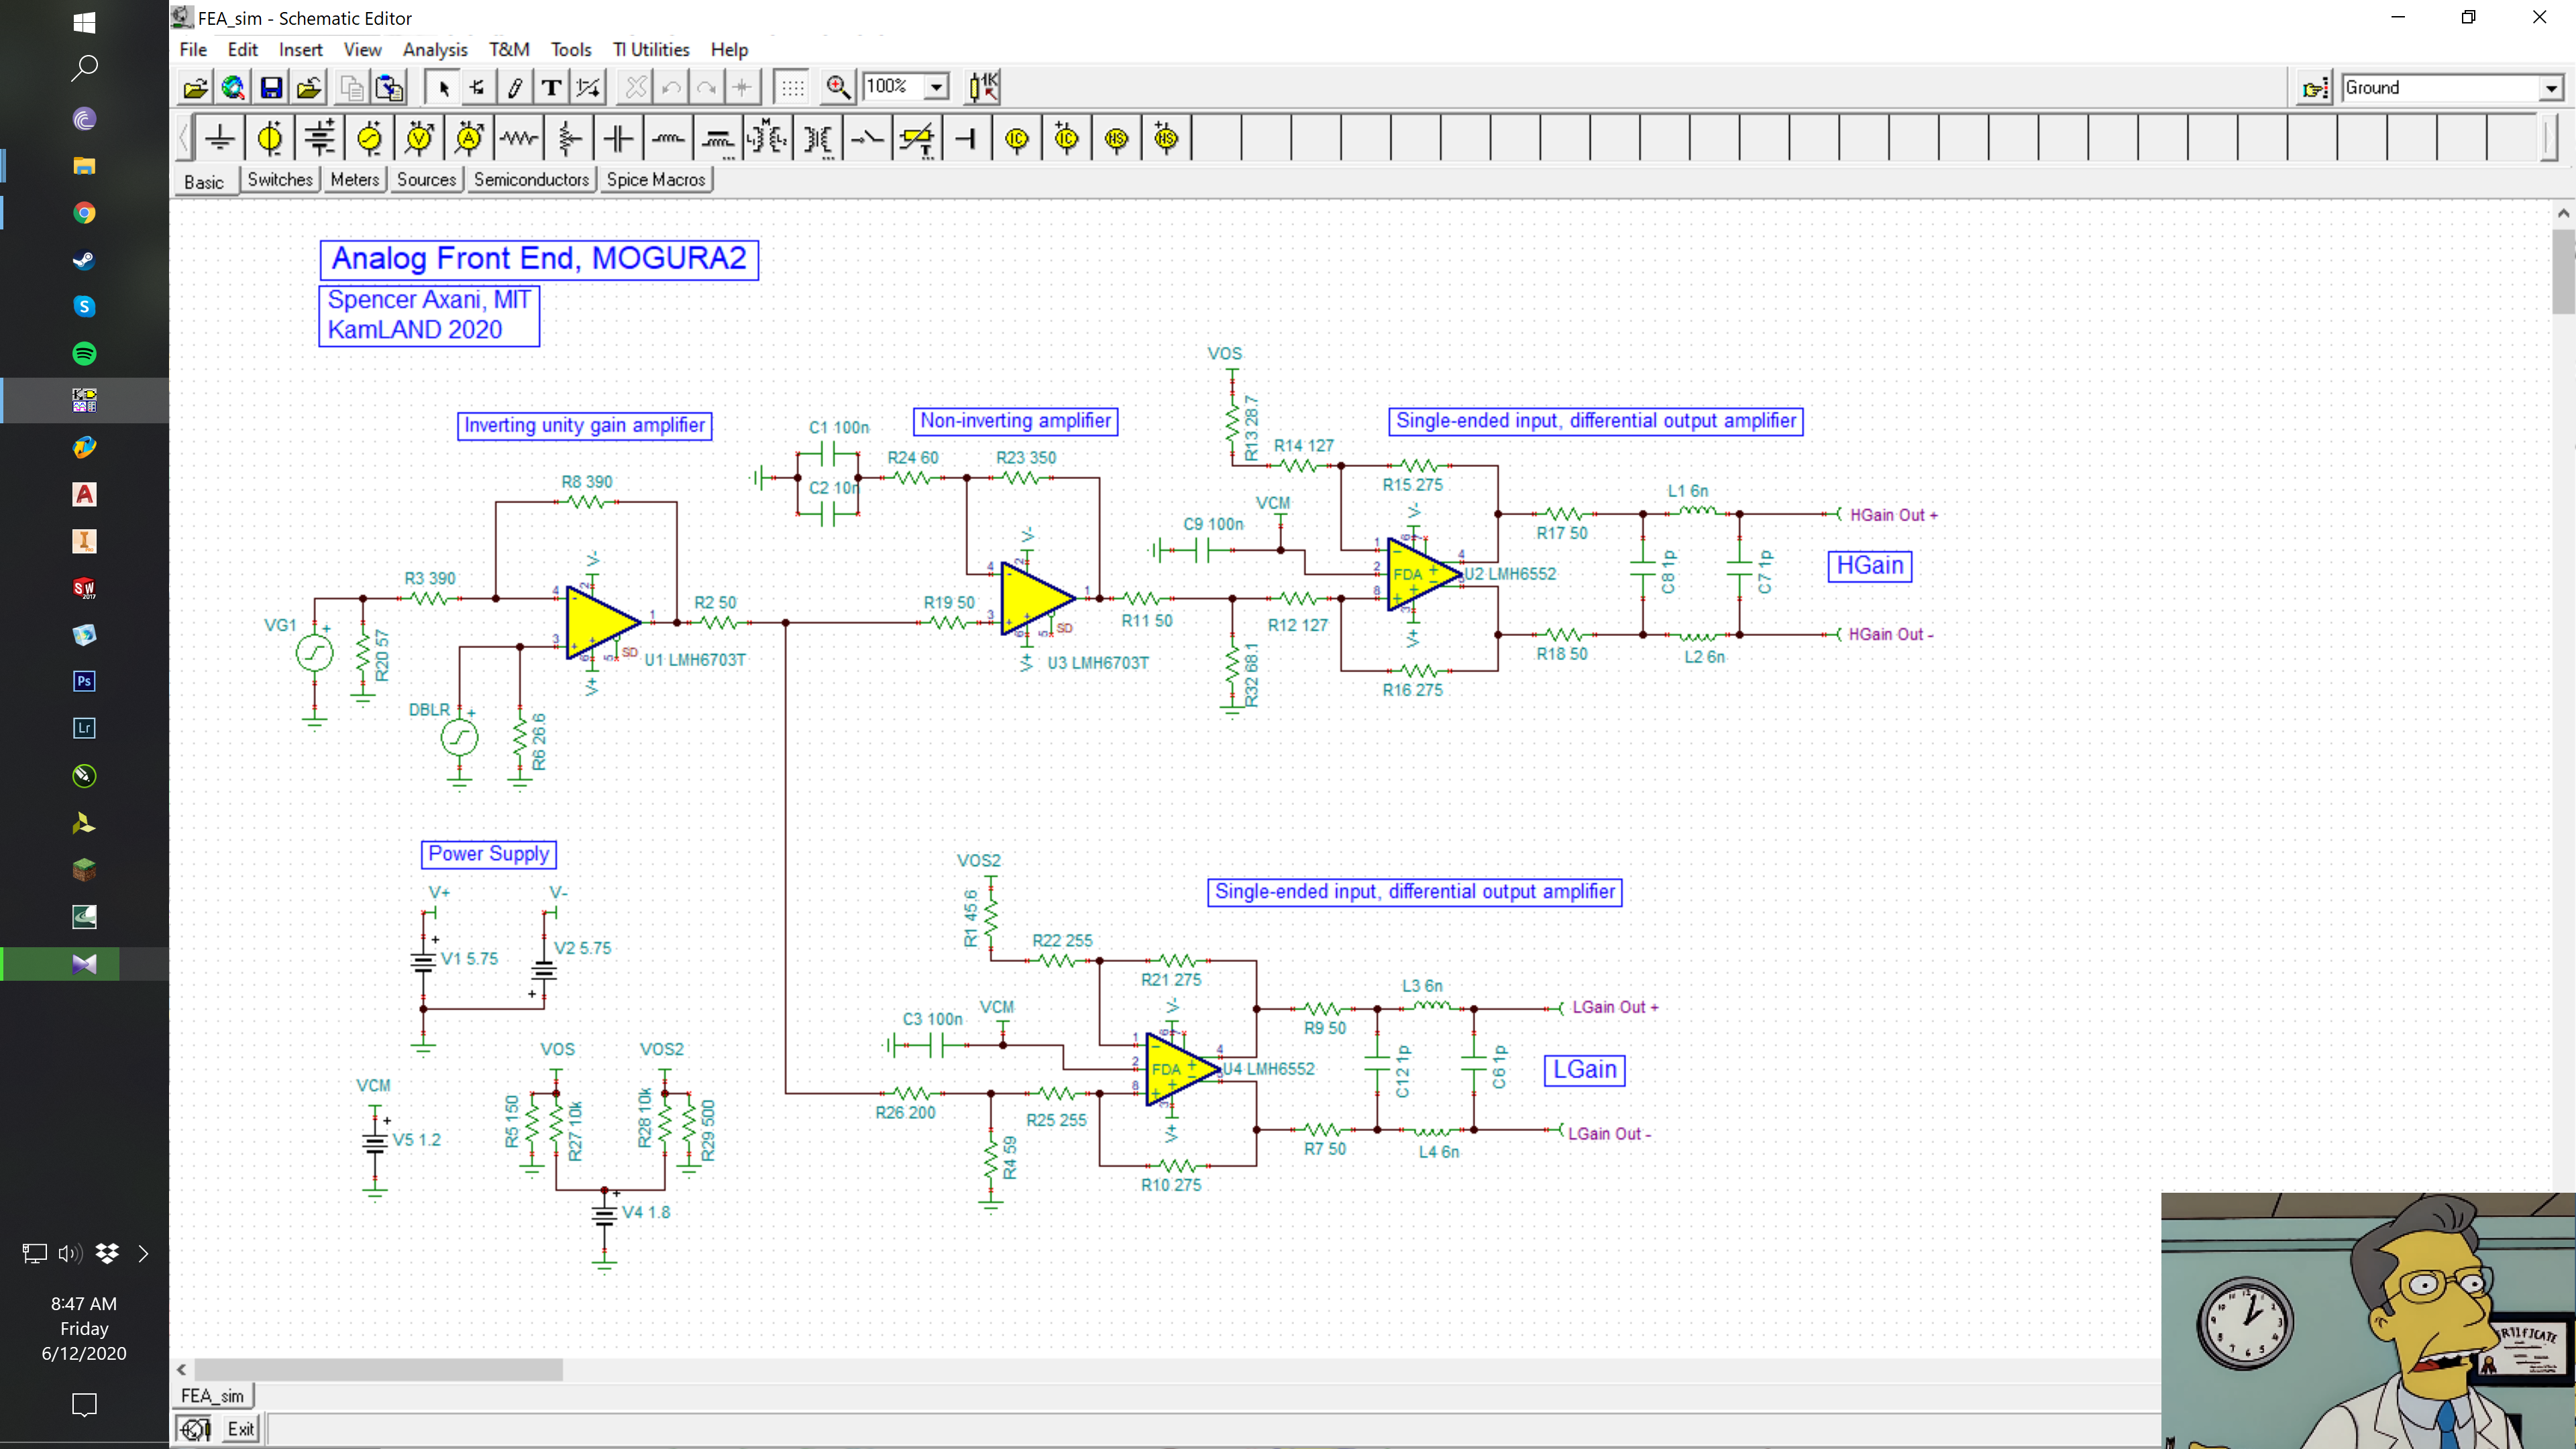 FEA_sim - Schematic Editor
File Edit Insert View Analysis T&M Tools TI Utilities Help
100%
1K
Ground
Basic Switches Meters Sources Semiconductors Spice Macros
Analog Front End, MOGURA2
Spencer Axani, MIT
KamLAND 2020
Inverting unity gain amplifier
Non-inverting amplifier
Single-ended input, differential output amplifier
VOS
R13 28.7
C1 100n
C2 10n
R24 60
R23 350
R14 127
R15 275
R8 390
VCM
C9 100n
V-
V+
R3 390
VG1
R20 57
DBLR
R6 26.6
SD
U1 LMH6703T
R2 50
R19 50
V-
V+
SD
U3 LMH6703T
R11 50
R12 127
R32 68.1
V-
FDA
V+
U2 LMH6552
R16 275
R17 50
R18 50
L1 6n
L2 6n
C8 1p
C7 1p
HGain Out +
HGain
HGain Out -
Power Supply
V+
V-
V1 5.75
V2 5.75
VCM
V5 1.2
VOS
VOS2
R5 150
R27 10k
R28 10k
R29 500
V4 1.8
VOS2
R1 45.6
Single-ended input, differential output amplifier
R22 255
R21 275
C3 100n
VCM
R26 200
R25 255
R4 59
V-
FDA
V+
U4 LMH6552
R10 275
R9 50
R7 50
L3 6n
L4 6n
C12 1p
C6 1p
LGain Out +
LGain
LGain Out -
8:47 AM
Friday
6/12/2020
FEA_sim
Exit